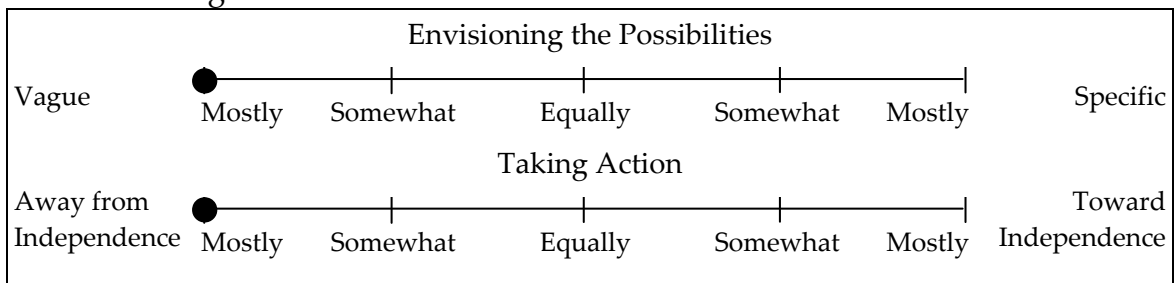 Envisioning the Possibilities
Vague
Specific
Mostly Somewhat Equally Somewhat Mostly
Taking Action
Away from
Independence
Toward
Independence
Mostly Somewhat Equally Somewhat Mostly